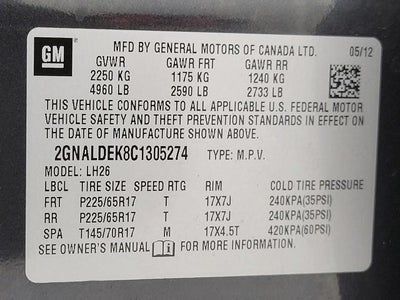 GM
MFD BY GENERAL MOTORS OF CANADA LTD. 05/12
GVWR GAWR FRT GAWR RR
2250 KG 1175 KG 1240 KG
4960 LB 2590 LB 2733 LB
THIS VEHICLE CONFORMS TO ALL APPLICABLE U.S. FEDERAL MOTOR
VEHICLE SAFETY AND THEFT PREVENTION STANDARDS IN EFFECT ON
THE DATE OF MANUFACTURE SHOWN ABOVE.
2GNALDEK8C1305274 TYPE: M.P.V.
MODEL: LH26
LBCL TIRE SIZE SPEED RTG RIM COLD TIRE PRESSURE
FRT P225/65R17 T 17X7J 240KPA(35PSI)
RR P225/65R17 T 17X7J 240KPA(35PSI)
SPA T145/70R17 M 17X4.5T 420KPA(60PSI)
SEE OWNER'S MANUAL FOR MORE INFORMATION.